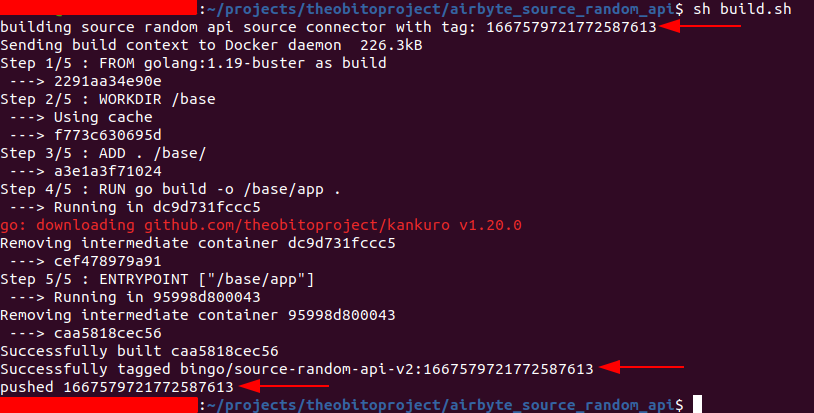 :~/projects/theobitoproject/airbyte_source_random_api$ sh build.sh
building source random api source connector with tag: 1667579721772587613
Sending build context to Docker daemon  226.3kB
Step 1/5 : FROM golang:1.19-buster as build
 ---> 2291aa34e90e
Step 2/5 : WORKDIR /base
 ---> Using cache
 ---> f773c630695d
Step 3/5 : ADD . /base/
 ---> a3e1a3f71024
Step 4/5 : RUN go build -o /base/app .
 ---> Running in dc9d731fccc5
go: downloading github.com/theobitoproject/kankuro v1.20.0
Removing intermediate container dc9d731fccc5
 ---> cef478979a91
Step 5/5 : ENTRYPOINT ["/base/app"]
 ---> Running in 95998d800043
Removing intermediate container 95998d800043
 ---> caa5818cec56
Successfully built caa5818cec56
Successfully tagged bingo/source-random-api-v2:1667579721772587613
pushed 1667579721772587613
:~/projects/theobitoproject/airbyte_source_random_api$